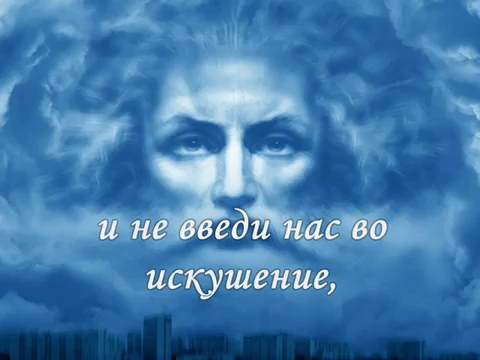 и не введи нас во
искушение,